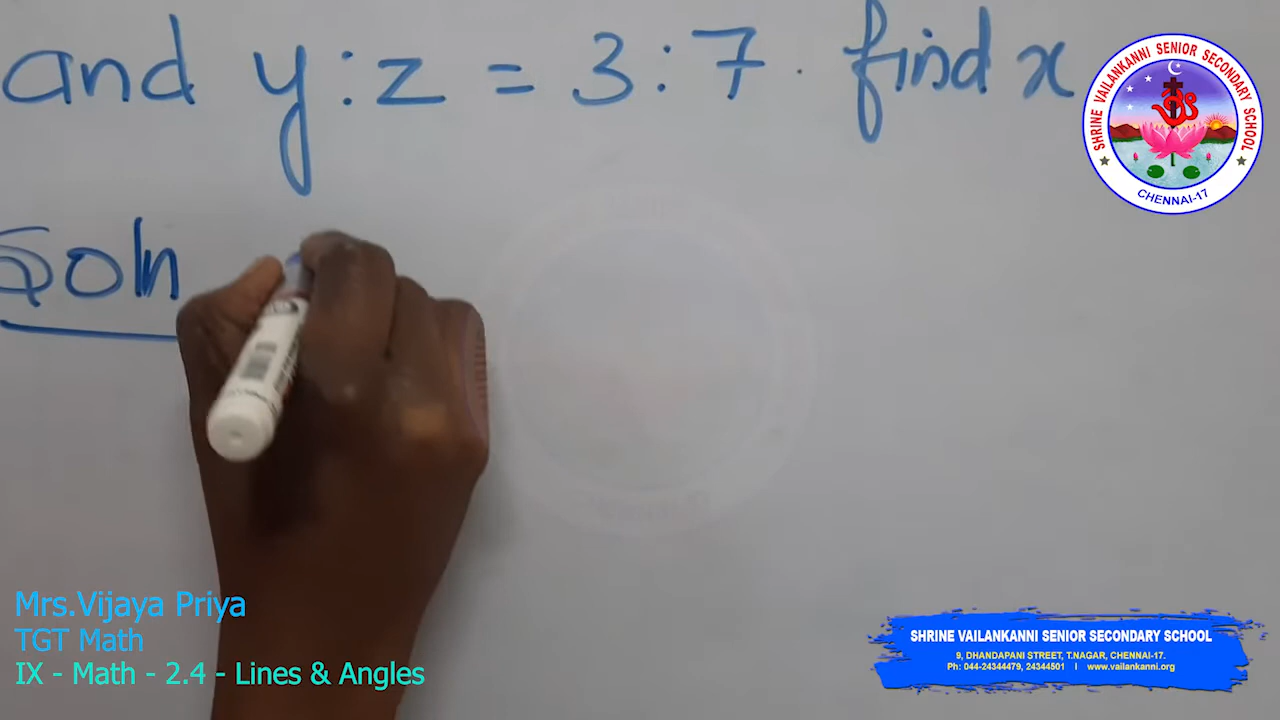 and y : z = 3 : 7 . find x
Soln
SHRINE VAILANKANNI SENIOR SECONDARY SCHOOL
CHENNAI-17
Mrs.Vijaya Priya
TGT Math
IX - Math - 2.4 - Lines & Angles
SHRINE VAILANKANNI SENIOR SECONDARY SCHOOL
9, DHANDAPANI STREET, T.NAGAR, CHENNAI-17.
Ph: 044-24344479, 24344501 I www.vailankanni.org